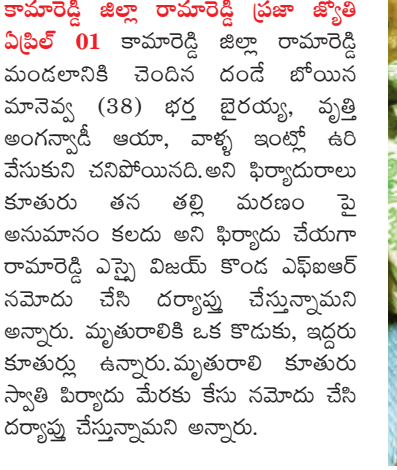 కామారెడ్డి జిల్లా రామారెడ్డి ప్రజా జ్యోతి
ఏప్రిల్ 01 కామారెడ్డి జిల్లా రామారెడ్డి
మండలానికి చెందిన దండే బోయిన
మానెవ్వ (38) భర్త బైరయ్య, వృత్తి
అంగన్వాడీ ఆయా, వాళ్ళ ఇంట్లో ఉరి
వేసుకుని చనిపోయినది.అని ఫిర్యాదురాలు
కూతురు తన తల్లి మరణం పై
అనుమానం కలదు అని ఫిర్యాదు చేయగా
రామారెడ్డి ఎస్సై విజయ్ కొండ ఎఫ్ఐఆర్
నమోదు చేసి దర్యాప్తు చేస్తున్నామని
అన్నారు. మృతురాలికి ఒక కొడుకు, ఇద్దరు
కూతుర్లు ఉన్నారు.మృతురాలి కూతురు
స్వాతి పిర్యాదు మేరకు కేసు నమోదు చేసి
దర్యాప్తు చేస్తున్నామని అన్నారు.